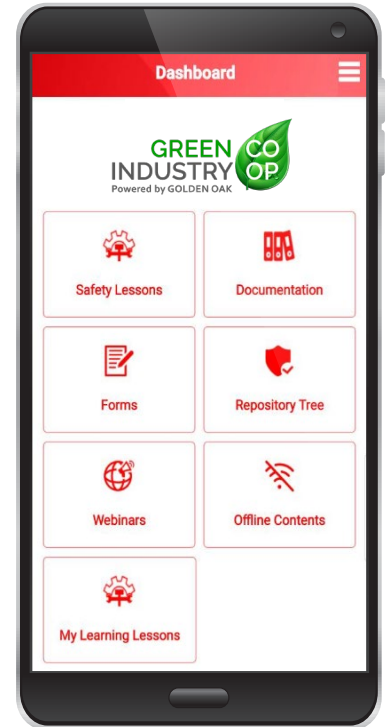 Dashboard
GREEN CO
INDUSTRY OP
Powered by GOLDEN OAK
Safety Lessons
Documentation
Forms
Repository Tree
Webinars
Offline Contents
My Learning Lessons